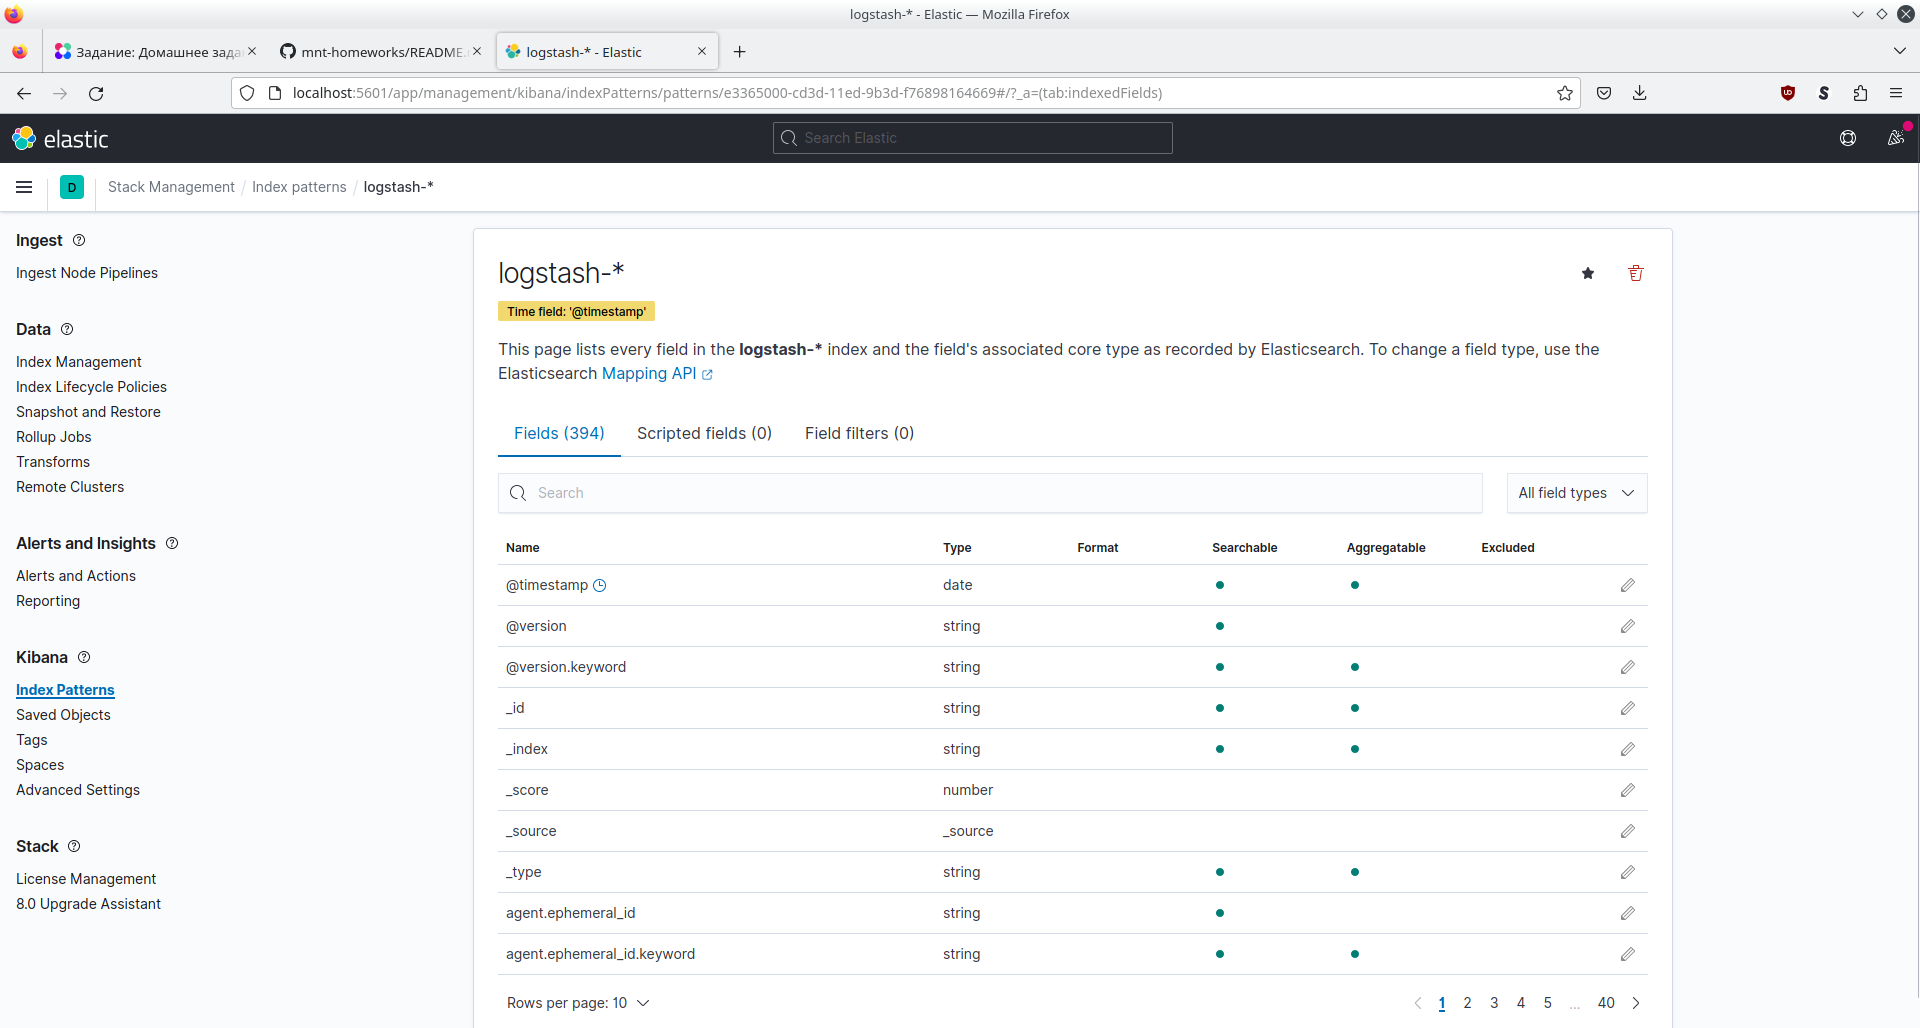 logstash-* - Elastic — Mozilla Firefox
Задание: Домашнее зада
mnt-homeworks/README.
logstash-* - Elastic
localhost:5601/app/management/kibana/indexPatterns/patterns/e3365000-cd3d-11ed-9b3d-f76898164669#/?_a=(tab:indexedFields)
elastic
Search Elastic
D
Stack Management / Index patterns / logstash-*
Ingest
Ingest Node Pipelines
Data
Index Management
Index Lifecycle Policies
Snapshot and Restore
Rollup Jobs
Transforms
Remote Clusters
Alerts and Insights
Alerts and Actions
Reporting
Kibana
Index Patterns
Saved Objects
Tags
Spaces
Advanced Settings
Stack
License Management
8.0 Upgrade Assistant
logstash-*
Time field: '@timestamp'
This page lists every field in the logstash-* index and the field's associated core type as recorded by Elasticsearch. To change a field type, use the
Elasticsearch Mapping API
Fields (394) Scripted fields (0) Field filters (0)
Search
All field types
Name Type Format Searchable Aggregatable Excluded
@timestamp date
@version string
@version.keyword string
_id string
_index string
_score number
_source _source
_type string
agent.ephemeral_id string
agent.ephemeral_id.keyword string
Rows per page: 10
1 2 3 4 5 ... 40